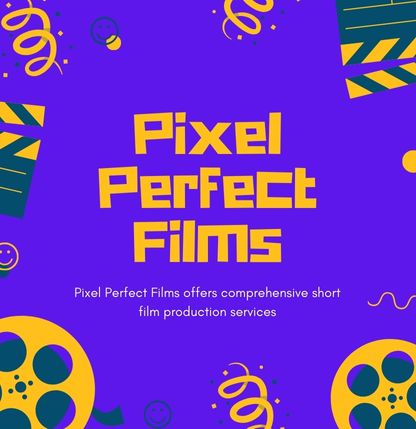 Pixel
Perfect
Films
Pixel Perfect Films offers comprehensive short
film production services